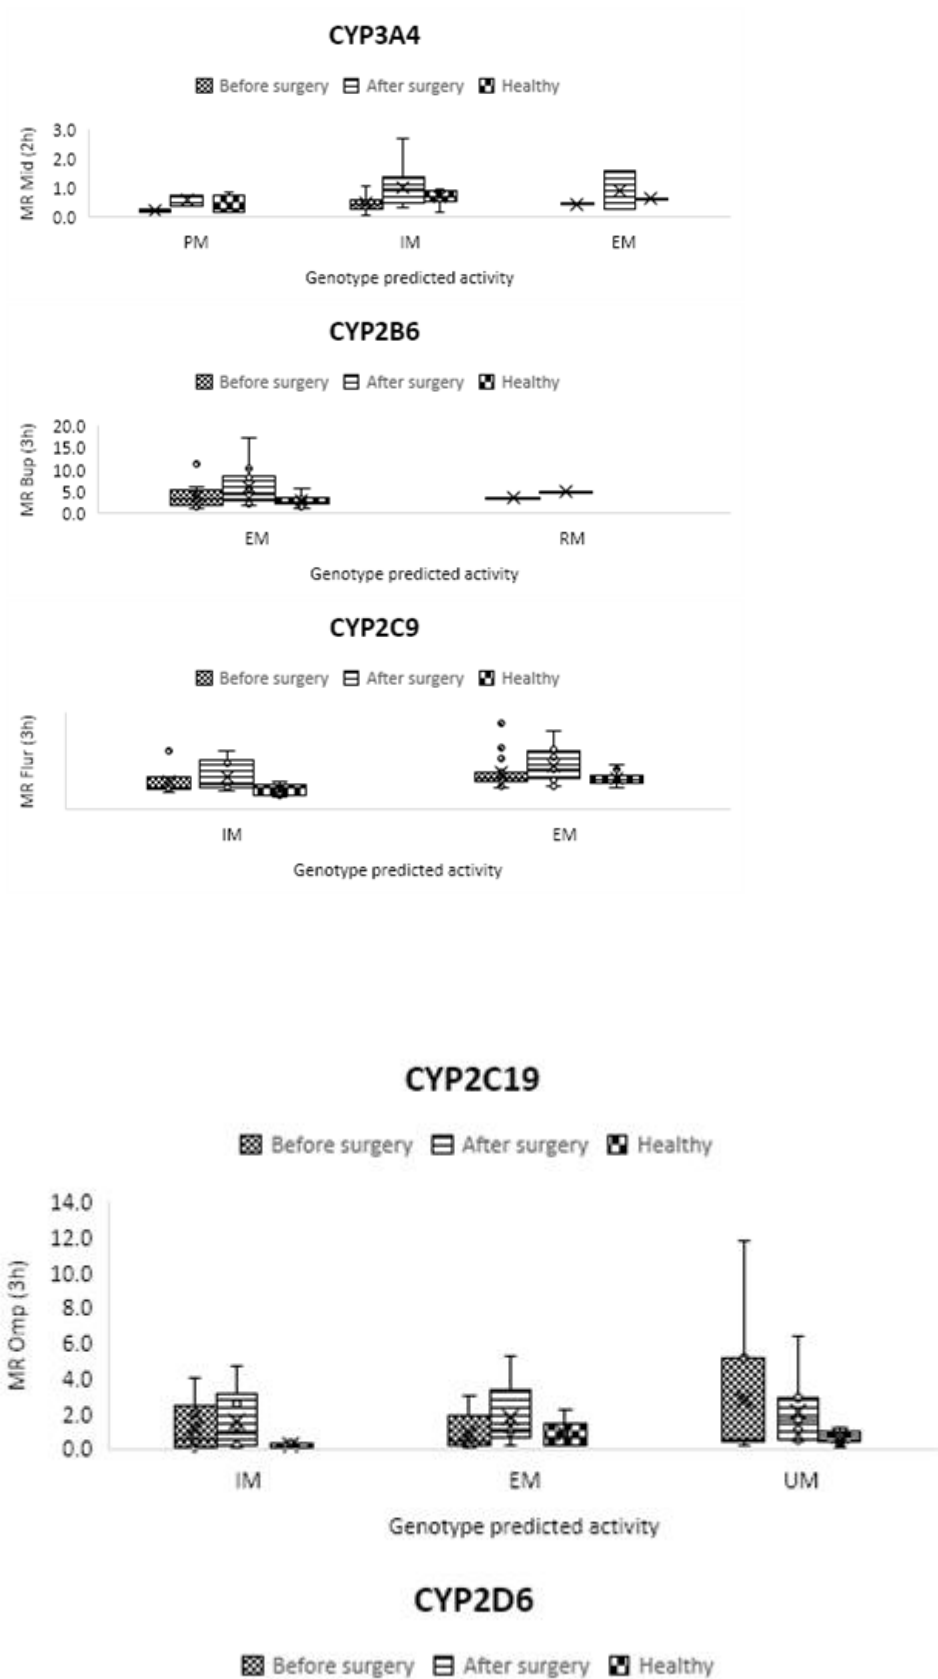 CYP3A4
Before surgery After surgery Healthy
MR Mid (2h)
3.0
2.0
1.0
0.0
PM IM EM
Genotype predicted activity
CYP2B6
Before surgery After surgery Healthy
MR Bup (3h)
20.0
15.0
10.0
5.0
0.0
EM RM
Genotype predicted activity
CYP2C9
Before surgery After surgery Healthy
MR Flur (3h)
IM EM
Genotype predicted activity
CYP2C19
Before surgery After surgery Healthy
MR Omp (3h)
14.0
12.0
10.0
8.0
6.0
4.0
2.0
0.0
IM EM UM
Genotype predicted activity
CYP2D6
Before surgery After surgery Healthy